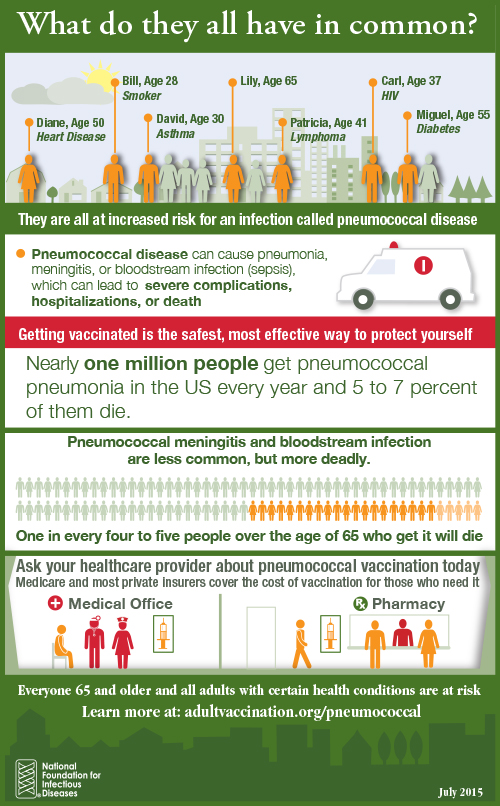 What do they all have in common?
Bill, Age 28
Smoker
Lily, Age 65
Carl, Age 37
HIV
Diane, Age 50
Heart Disease
David, Age 30
Asthma
Patricia, Age 41
Lymphoma
Miguel, Age 55
Diabetes
They are all at increased risk for an infection called pneumococcal disease
Pneumococcal disease can cause pneumonia,
meningitis, or bloodstream infection (sepsis),
which can lead to severe complications,
hospitalizations, or death
Getting vaccinated is the safest, most effective way to protect yourself
Nearly one million people get pneumococcal
pneumonia in the US every year and 5 to 7 percent
of them die.
Pneumococcal meningitis and bloodstream infection
are less common, but more deadly.
One in every four to five people over the age of 65 who get it will die
Ask your healthcare provider about pneumococcal vaccination today
Medicare and most private insurers cover the cost of vaccination for those who need it
Medical Office
Rx Pharmacy
Everyone 65 and older and all adults with certain health conditions are at risk
Learn more at: adultvaccination.org/pneumococcal
National
Foundation for
Infectious
® Diseases
July 2015